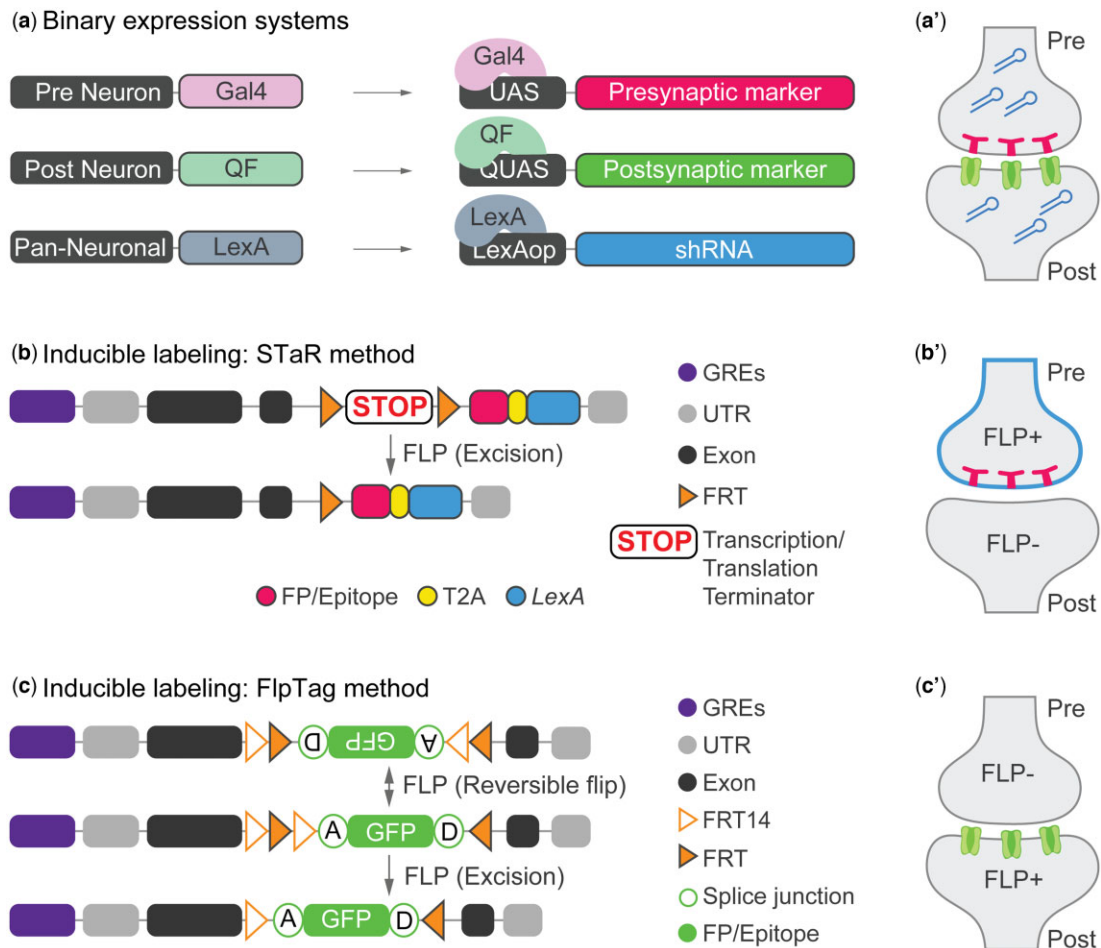 (a) Binary expression systems
(a’)
Pre Neuron Gal4
Gal4
UAS Presynaptic marker
Pre
Post Neuron QF
QF
QUAS Postsynaptic marker
Pan-Neuronal LexA
LexA
LexAop shRNA
Post
(b) Inducible labeling: STaR method
(b’)
STOP
FLP (Excision)
FP/Epitope T2A LexA
GREs
UTR
Exon
FRT
STOP Transcription/
Translation
Terminator
Pre
FLP+
FLP-
Post
(c) Inducible labeling: FlpTag method
(c’)
D GFP A
FLP (Reversible flip)
A GFP D
FLP (Excision)
A GFP D
GREs
UTR
Exon
FRT14
FRT
Splice junction
FP/Epitope
Pre
FLP-
FLP+
Post